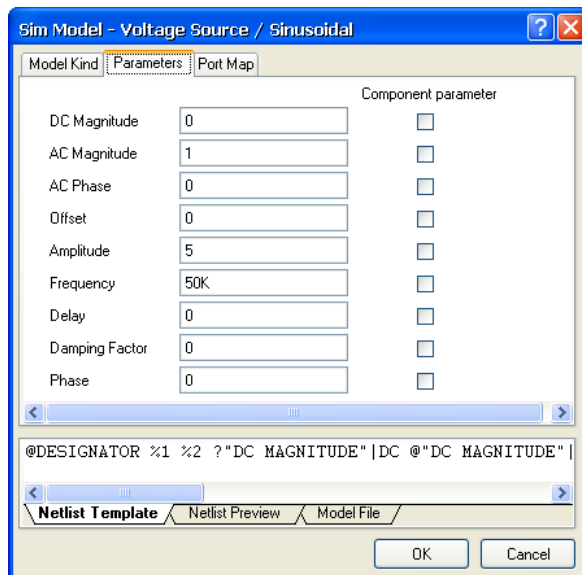 Sim Model - Voltage Source / Sinusoidal
Model Kind Parameters Port Map
Component parameter
DC Magnitude 0
AC Magnitude 1
AC Phase 0
Offset 0
Amplitude 5
Frequency 50K
Delay 0
Damping Factor 0
Phase 0
@DESIGNATOR %1 %2 ?"DC MAGNITUDE"|DC @"DC MAGNITUDE"|
Netlist Template Netlist Preview Model File
OK Cancel